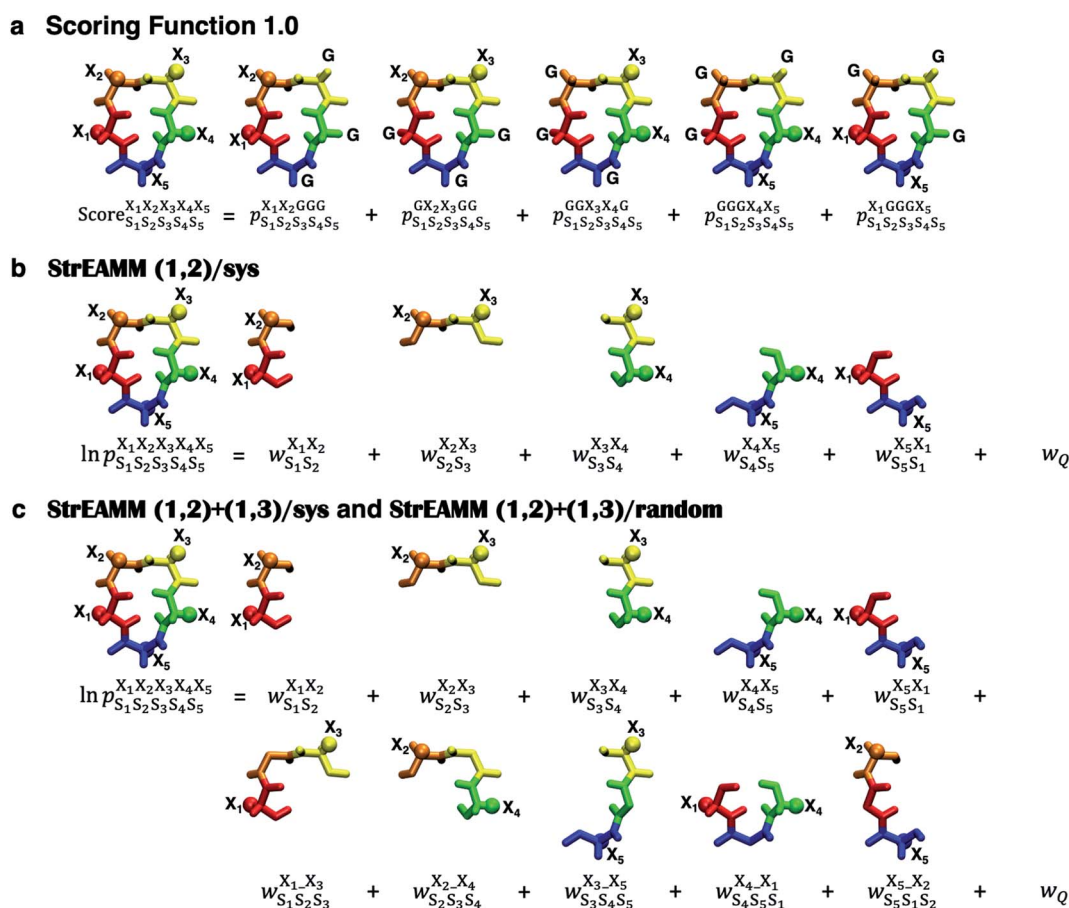 a Scoring Function 1.0
X₃
X₂ X₂ G X₂ X₃ G X₃ G G G G
X₁ X₄ X₁ G G G X₄ G X₄ X₁ G
X₅ G G G X₅ X₅
Score^{X₁X₂X₃X₄X₅}_{S₁S₂S₃S₄S₅} = p^{X₁X₂GGG}_{S₁S₂S₃S₄S₅} + p^{GX₂X₃GG}_{S₁S₂S₃S₄S₅} + p^{GGX₃X₄G}_{S₁S₂S₃S₄S₅} + p^{GGGX₄X₅}_{S₁S₂S₃S₄S₅} + p^{X₁GGGX₅}_{S₁S₂S₃S₄S₅}
b StrEAMM (1,2)/sys
X₃
X₂ X₂ X₂ X₃ X₃
X₁ X₄ X₁ X₄ X₄ X₁
X₅ X₅ X₅
ln p^{X₁X₂X₃X₄X₅}_{S₁S₂S₃S₄S₅} = w^{X₁X₂}_{S₁S₂} + w^{X₂X₃}_{S₂S₃} + w^{X₃X₄}_{S₃S₄} + w^{X₄X₅}_{S₄S₅} + w^{X₅X₁}_{S₅S₁} + w_Q
c StrEAMM (1,2)+(1,3)/sys and StrEAMM (1,2)+(1,3)/random
X₃
X₂ X₂ X₂ X₃ X₃
X₁ X₄ X₁ X₄ X₄ X₁
X₅ X₅ X₅
ln p^{X₁X₂X₃X₄X₅}_{S₁S₂S₃S₄S₅} = w^{X₁X₂}_{S₁S₂} + w^{X₂X₃}_{S₂S₃} + w^{X₃X₄}_{S₃S₄} + w^{X₄X₅}_{S₄S₅} + w^{X₅X₁}_{S₅S₁} +
X₃ X₂ X₃ X₂
X₁ X₄ X₁ X₄
X₅ X₅
w^{X₁_X₃}_{S₁S₂S₃} + w^{X₂_X₄}_{S₂S₃S₄} + w^{X₃_X₅}_{S₃S₄S₅} + w^{X₄_X₁}_{S₄S₅S₁} + w^{X₅_X₂}_{S₅S₁S₂} + w_Q